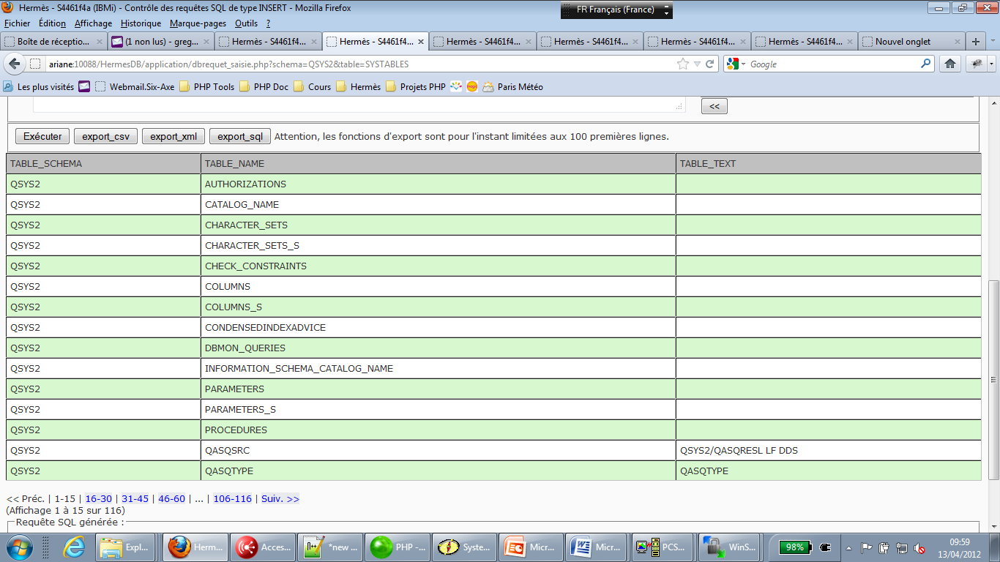 Hermès - S4461f4a (IBMi) - Contrôle des requêtes SQL de type INSERT - Mozilla Firefox
FR Français (France)
Fichier Édition Affichage Historique Marque-pages Outils ?
Boîte de réceptio... (1 non lus) - greg... Hermès - S4461f4... Hermès - S4461f4... Hermès - S4461f4... Hermès - S4461f4... Hermès - S4461f4... Hermès - S4461f4... Nouvel onglet
ariane:10088/HermesDB/application/dbrequet_saisie.php?schema=QSYS2&table=SYSTABLES Google
Les plus visités Webmail.Six-Axe PHP Tools PHP Doc Cours Hermès Projets PHP Paris Météo
<<
Exécuter export_csv export_xml export_sql Attention, les fonctions d'export sont pour l'instant limitées aux 100 premières lignes.
TABLE_SCHEMA TABLE_NAME TABLE_TEXT
QSYS2 AUTHORIZATIONS
QSYS2 CATALOG_NAME
QSYS2 CHARACTER_SETS
QSYS2 CHARACTER_SETS_S
QSYS2 CHECK_CONSTRAINTS
QSYS2 COLUMNS
QSYS2 COLUMNS_S
QSYS2 CONDENSEDINDEXADVICE
QSYS2 DBMON_QUERIES
QSYS2 INFORMATION_SCHEMA_CATALOG_NAME
QSYS2 PARAMETERS
QSYS2 PARAMETERS_S
QSYS2 PROCEDURES
QSYS2 QASQSRC QSYS2/QASQRESL LF DDS
QSYS2 QASQTYPE QASQTYPE
<< Préc. | 1-15 | 16-30 | 31-45 | 46-60 | ... | 106-116 | Suiv. >>
(Affichage 1 à 15 sur 116)
Requête SQL générée :
Expl... Herm... Acces... *new ... PHP -... Syste... Micr... Micr... PCS... WinS... 98% 09:59
13/04/2012